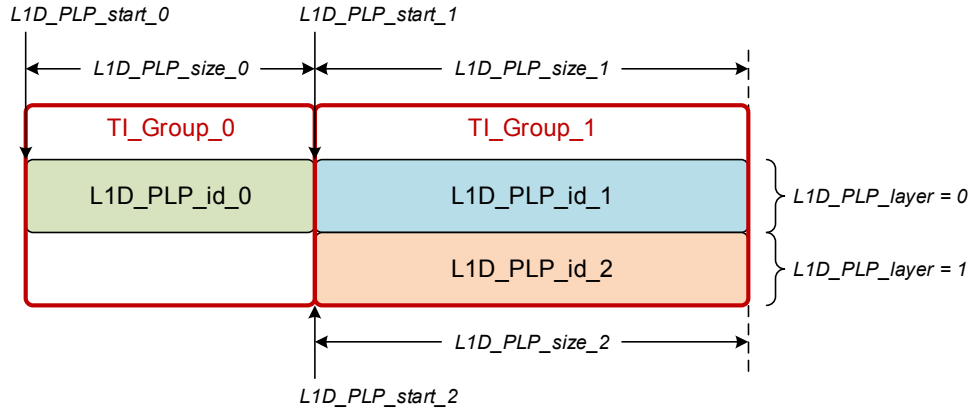 L1D_PLP_start_0
L1D_PLP_start_1
L1D_PLP_size_0
L1D_PLP_size_1
TI_Group_0
TI_Group_1
L1D_PLP_id_0
L1D_PLP_id_1
L1D_PLP_layer = 0
L1D_PLP_id_2
L1D_PLP_layer = 1
L1D_PLP_size_2
L1D_PLP_start_2